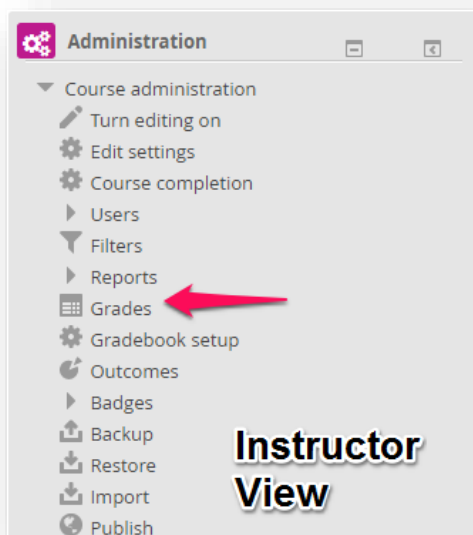 Administration
Course administration
Turn editing on
Edit settings
Course completion
Users
Filters
Reports
Grades
Gradebook setup
Outcomes
Badges
Backup
Restore
Import
Publish
Instructor
View